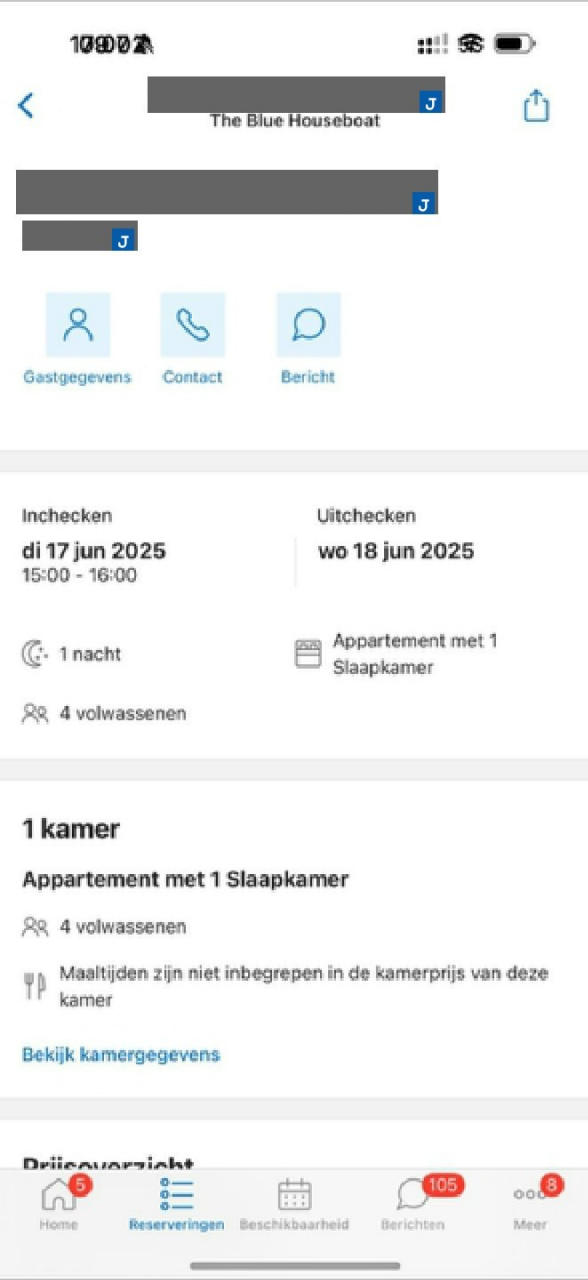 The Blue Houseboat
J
J
J
Gastgegevens
Contact
Bericht
Inchecken
Uitchecken
di 17 jun 2025
wo 18 jun 2025
15:00 - 16:00
1 nacht
Appartement met 1
Slaapkamer
4 volwassenen
1 kamer
Appartement met 1 Slaapkamer
4 volwassenen
Maaltijden zijn niet inbegrepen in de kamerprijs van deze
kamer
Bekijk kamergegevens
Prijsoverzicht
5
105
8
Home
Reserveringen
Beschikbaarheid
Berichten
Meer